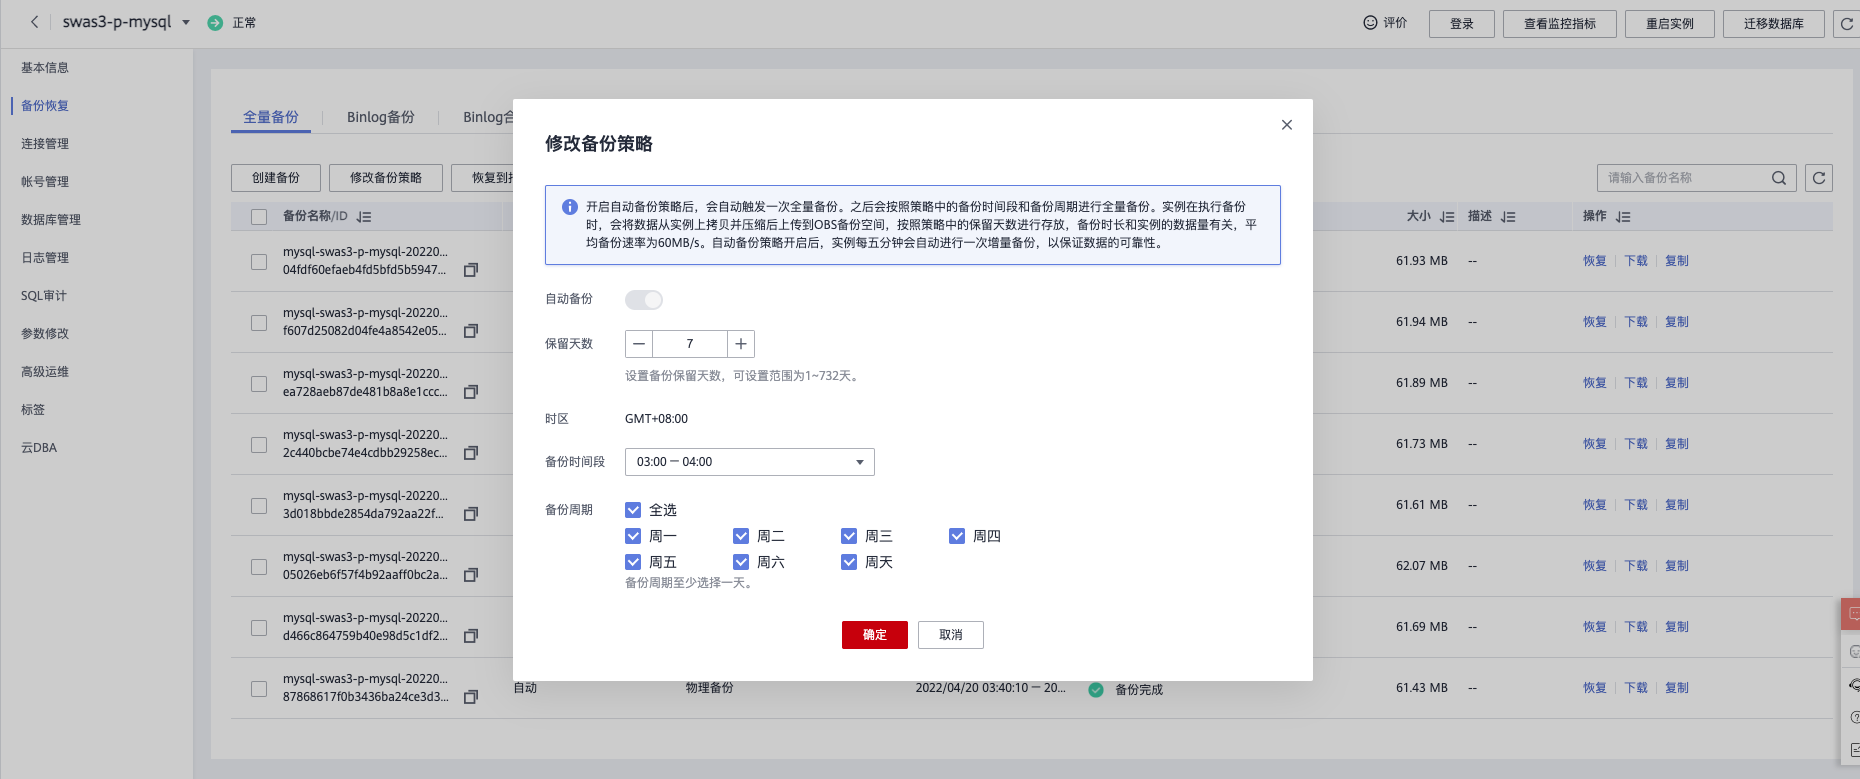 swas3-p-mysql
正常
评价
登录
查看监控指标
重启实例
迁移数据库
基本信息
备份恢复
连接管理
帐号管理
数据库管理
日志管理
SQL审计
参数修改
高级运维
标签
云DBA
全量备份
Binlog备份
Binlog合
创建备份
修改备份策略
恢复到
请输入备份名称
备份名称/ID
大小
描述
操作
mysql-swas3-p-mysql-20220...
04fdf60efaeb4fd5bfd5b5947...
61.93 MB
--
恢复
下载
复制
mysql-swas3-p-mysql-20220...
f607d25082d04fe4a8542e05...
61.94 MB
--
恢复
下载
复制
mysql-swas3-p-mysql-20220...
ea728aeb87de481b8a8e1ccc...
61.89 MB
--
恢复
下载
复制
mysql-swas3-p-mysql-20220...
2c440bcbe74e4cdbb29258ec...
61.73 MB
--
恢复
下载
复制
mysql-swas3-p-mysql-20220...
3d018bbde2854da792aa22f...
61.61 MB
--
恢复
下载
复制
mysql-swas3-p-mysql-20220...
05026eb6f57f4b92aaff0bc2a...
62.07 MB
--
恢复
下载
复制
mysql-swas3-p-mysql-20220...
d466c864759b40e98d5c1df2...
61.69 MB
--
恢复
下载
复制
mysql-swas3-p-mysql-20220...
87868617f0b3436ba24ce3d3...
自动
物理备份
2022/04/20 03:40:10 — 20...
备份完成
61.43 MB
--
恢复
下载
复制
修改备份策略
开启自动备份策略后，会自动触发一次全量备份。之后会按照策略中的备份时间段和备份周期进行全量备份。实例在执行备份
时，会将数据从实例上拷贝并压缩后上传到OBS备份空间，按照策略中的保留天数进行存放，备份时长和实例的数据量有关，平
均备份速率为60MB/s。自动备份策略开启后，实例每五分钟会自动进行一次增量备份，以保证数据的可靠性。
自动备份
保留天数
7
设置备份保留天数，可设置范围为1~732天。
时区
GMT+08:00
备份时间段
03:00 — 04:00
备份周期
全选
周一
周二
周三
周四
周五
周六
周天
备份周期至少选择一天。
确定
取消